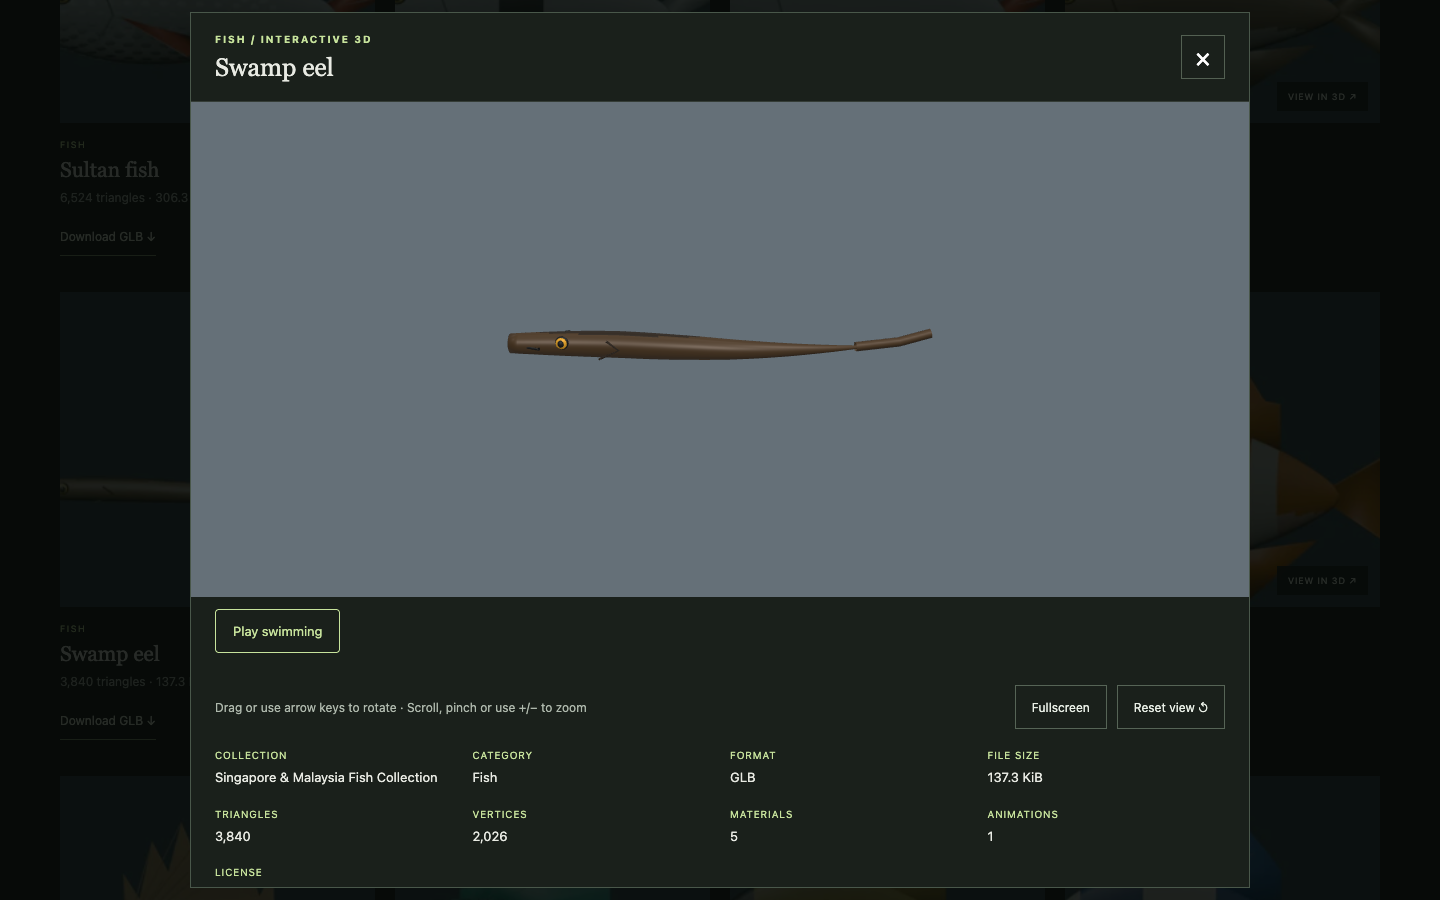 FISH / INTERACTIVE 3D
Swamp eel
×
VIEW IN 3D ↗
FISH
Sultan fish
6,524 triangles · 306.3
Download GLB ↓
VIEW IN 3D ↗
FISH
Swamp eel
3,840 triangles · 137.3
Download GLB ↓
Play swimming
Drag or use arrow keys to rotate · Scroll, pinch or use +/− to zoom
Fullscreen
Reset view ↺
COLLECTION
Singapore & Malaysia Fish Collection
CATEGORY
Fish
FORMAT
GLB
FILE SIZE
137.3 KiB
TRIANGLES
3,840
VERTICES
2,026
MATERIALS
5
ANIMATIONS
1
LICENSE